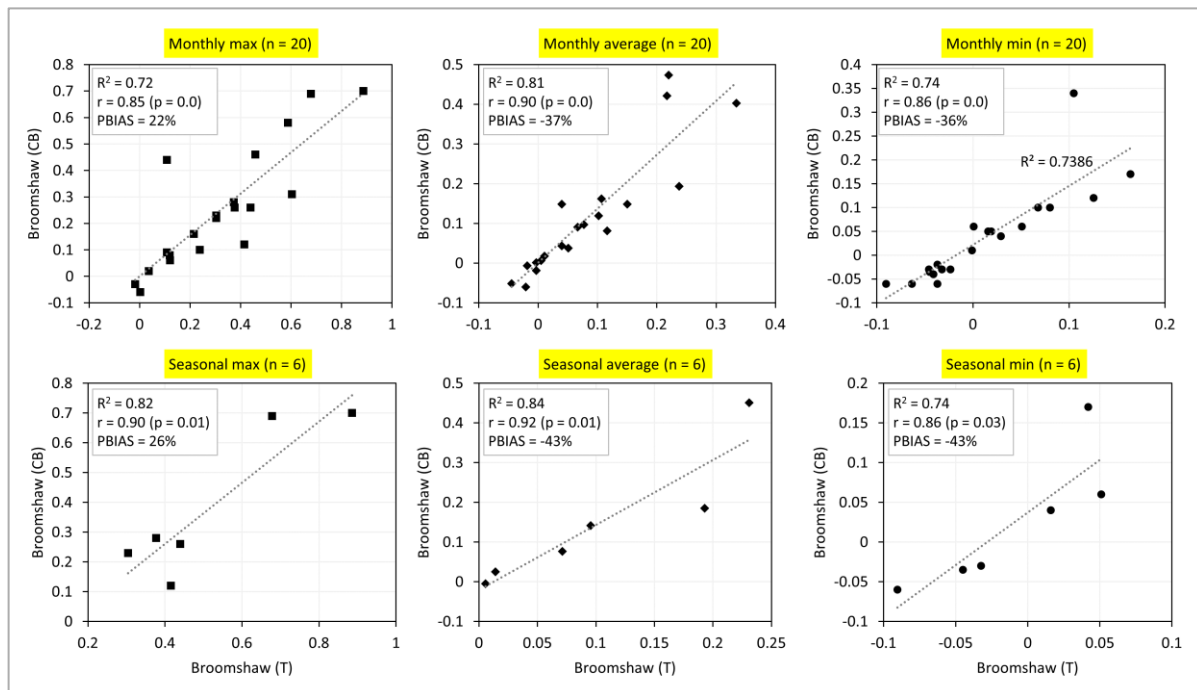 Monthly max (n = 20)
R² = 0.72
r = 0.85 (p = 0.0)
PBIAS = 22%
Broomshaw (CB)
0.8
0.7
0.6
0.5
0.4
0.3
0.2
0.1
0
-0.1
-0.2
0
0.2
0.4
0.6
0.8
1
Monthly average (n = 20)
R² = 0.81
r = 0.90 (p = 0.0)
PBIAS = -37%
Broomshaw (CB)
0.5
0.4
0.3
0.2
0.1
0
-0.1
-0.1
0
0.1
0.2
0.3
0.4
Monthly min (n = 20)
R² = 0.74
r = 0.86 (p = 0.0)
PBIAS = -36%
R² = 0.7386
Broomshaw (CB)
0.4
0.35
0.3
0.25
0.2
0.15
0.1
0.05
0
-0.05
-0.1
-0.1
0
0.1
0.2
Seasonal max (n = 6)
R² = 0.82
r = 0.90 (p = 0.01)
PBIAS = 26%
Broomshaw (CB)
0.8
0.7
0.6
0.5
0.4
0.3
0.2
0.1
0
0.2
0.4
0.6
0.8
1
Broomshaw (T)
Seasonal average (n = 6)
R² = 0.84
r = 0.92 (p = 0.01)
PBIAS = -43%
Broomshaw (CB)
0.5
0.4
0.3
0.2
0.1
0
-0.1
0
0.05
0.1
0.15
0.2
0.25
Broomshaw (T)
Seasonal min (n = 6)
R² = 0.74
r = 0.86 (p = 0.03)
PBIAS = -43%
Broomshaw (CB)
0.2
0.15
0.1
0.05
0
-0.05
-0.1
-0.1
-0.05
0
0.05
0.1
Broomshaw (T)